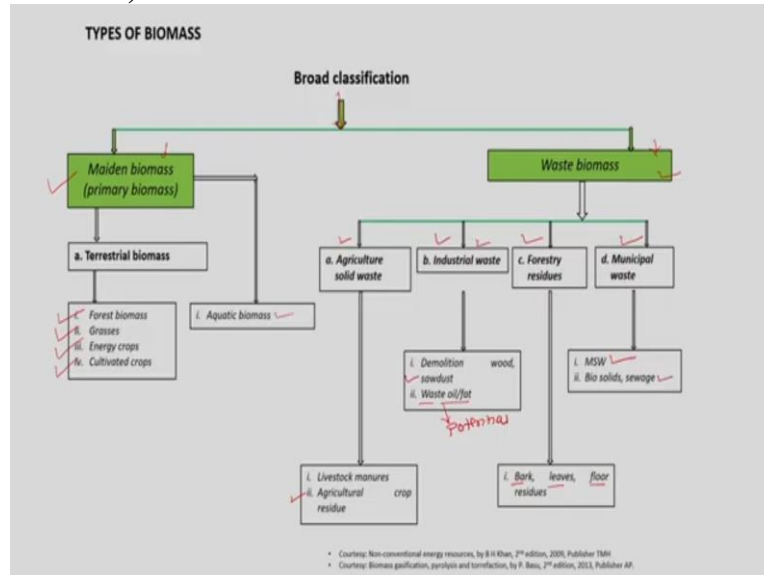 TYPES OF BIOMASS
Broad classification
Maiden biomass
(primary biomass)
Waste biomass
a. Terrestrial biomass
a. Agriculture
solid waste
b. Industrial waste
c. Forestry
residues
d. Municipal
waste
i. Forest biomass
ii. Grasses
iii. Energy crops
iv. Cultivated crops
i. Aquatic biomass
i. Demolition wood,
sawdust
ii. Waste oil/fat
Potential
i. MSW
ii. Bio solids, sewage
i. Livestock manures
ii. Agricultural crop
residue
i. Bark, leaves, floor
residues
• Courtesy: Non-conventional energy resources, by B H Khan, 2nd edition, 2009, Publisher TMH
• Courtesy: Biomass gasification, pyrolysis and torrefaction, by P. Basu, 2nd edition, 2013, Publisher AP.